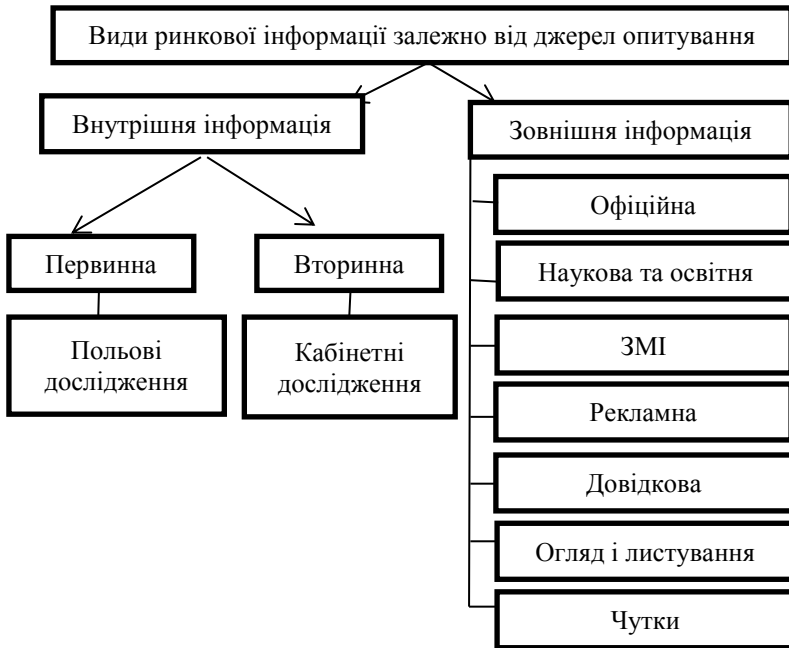 Види ринкової інформації залежно від джерел опитування
Внутрішня інформація
Зовнішня інформація
Первинна
Вторинна
Польові
дослідження
Кабінетні
дослідження
Офіційна
Наукова та освітня
ЗМІ
Рекламна
Довідкова
Огляд і листування
Чутки